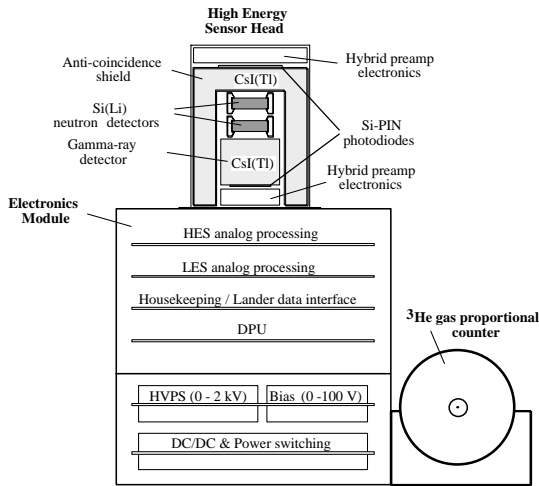 High Energy
Sensor Head
Anti-coincidence
shield
CsI(Tl)
Hybrid preamp
electronics
Si(Li)
neutron detectors
Si-PIN
photodiodes
Gamma-ray
detector
CsI(Tl)
Hybrid preamp
electronics
Electronics
Module
HES analog processing
LES analog processing
Housekeeping / Lander data interface
DPU
3He gas proportional
counter
HVPS (0 - 2 kV)
Bias (0 -100 V)
DC/DC & Power switching